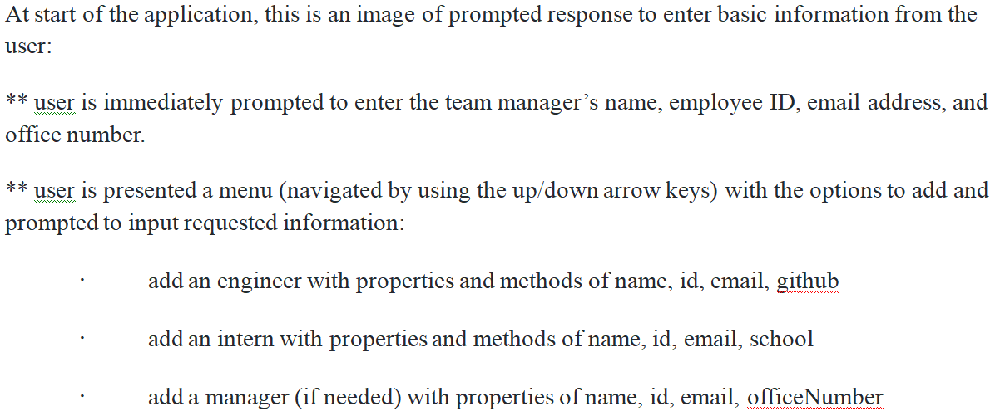 At start of the application, this is an image of prompted response to enter basic information from the
user:
** user is immediately prompted to enter the team manager’s name, employee ID, email address, and
office number.
** user is presented a menu (navigated by using the up/down arrow keys) with the options to add and
prompted to input requested information:
· add an engineer with properties and methods of name, id, email, github
· add an intern with properties and methods of name, id, email, school
· add a manager (if needed) with properties of name, id, email, officeNumber